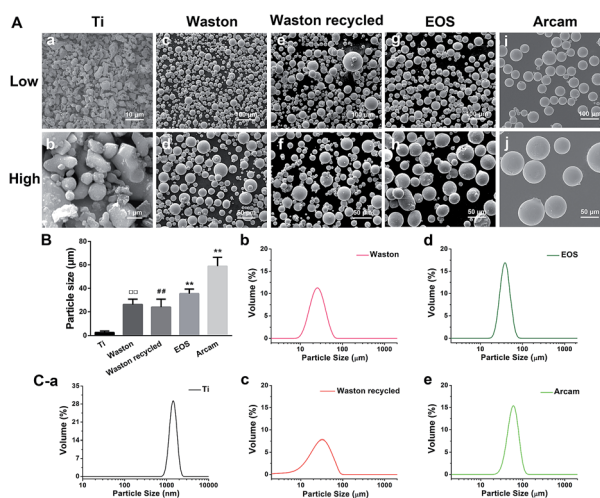 A
Ti
Waston
Waston recycled
EOS
Arcam
Low
a
10 μm
c
100 μm
e
100 μm
g
100 μm
i
100 μm
High
b
1 μm
d
50 μm
f
50 μm
h
50 μm
j
50 μm
B
Particle size (μm)
80
60
40
20
0
□□
##
**
**
Ti
Waston
Waston recycled
EOS
Arcam
b
Waston
Volume (%)
20
15
10
5
0
10
100
1000
Particle Size (μm)
d
EOS
Volume (%)
20
15
10
5
0
10
100
1000
Particle Size (μm)
C-a
Ti
Volume (%)
35
28
21
14
7
0
10
100
1000
10000
Particle Size (nm)
c
Waston recycled
Volume (%)
20
15
10
5
0
10
100
1000
Particle Size (μm)
e
Arcam
Volume (%)
20
15
10
5
0
10
100
1000
Particle Size (μm)